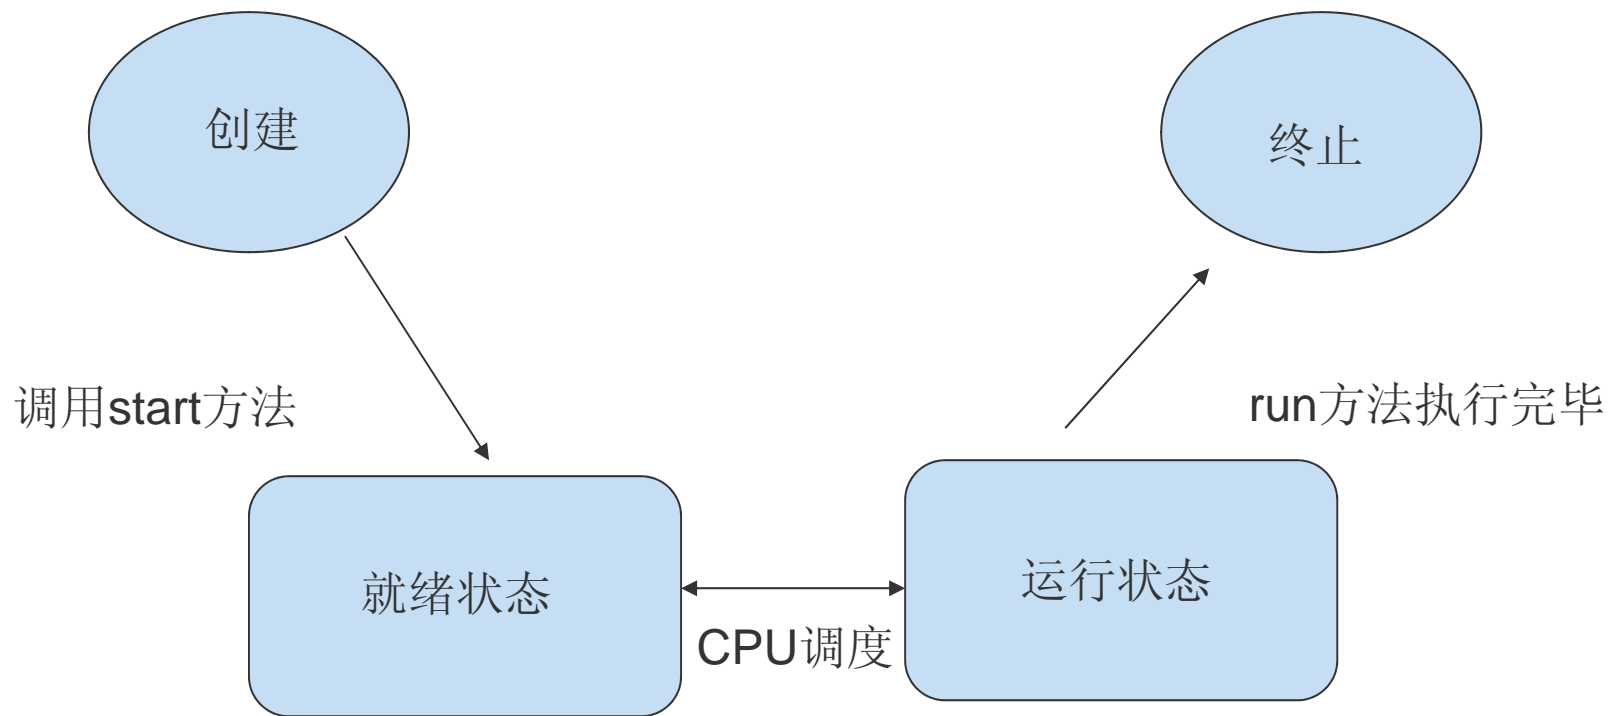 创建
终止
调用start方法
run方法执行完毕
就绪状态
运行状态
CPU调度